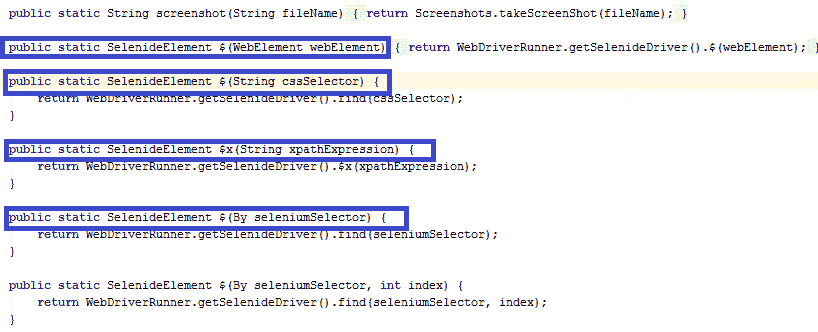 public static String screenshot(String fileName) { return Screenshots.takeScreenShot(fileName); }
public static SelenideElement $(WebElement webElement) { return WebDriverRunner.getSelenideDriver().$(webElement); }
public static SelenideElement $(String cssSelector) {
return WebDriverRunner.getSelenideDriver().find(cssSelector);
}
public static SelenideElement $x(String xpathExpression) {
return WebDriverRunner.getSelenideDriver().$x(xpathExpression);
}
public static SelenideElement $(By seleniumSelector) {
return WebDriverRunner.getSelenideDriver().find(seleniumSelector);
}
public static SelenideElement $(By seleniumSelector, int index) {
return WebDriverRunner.getSelenideDriver().find(seleniumSelector, index);
}